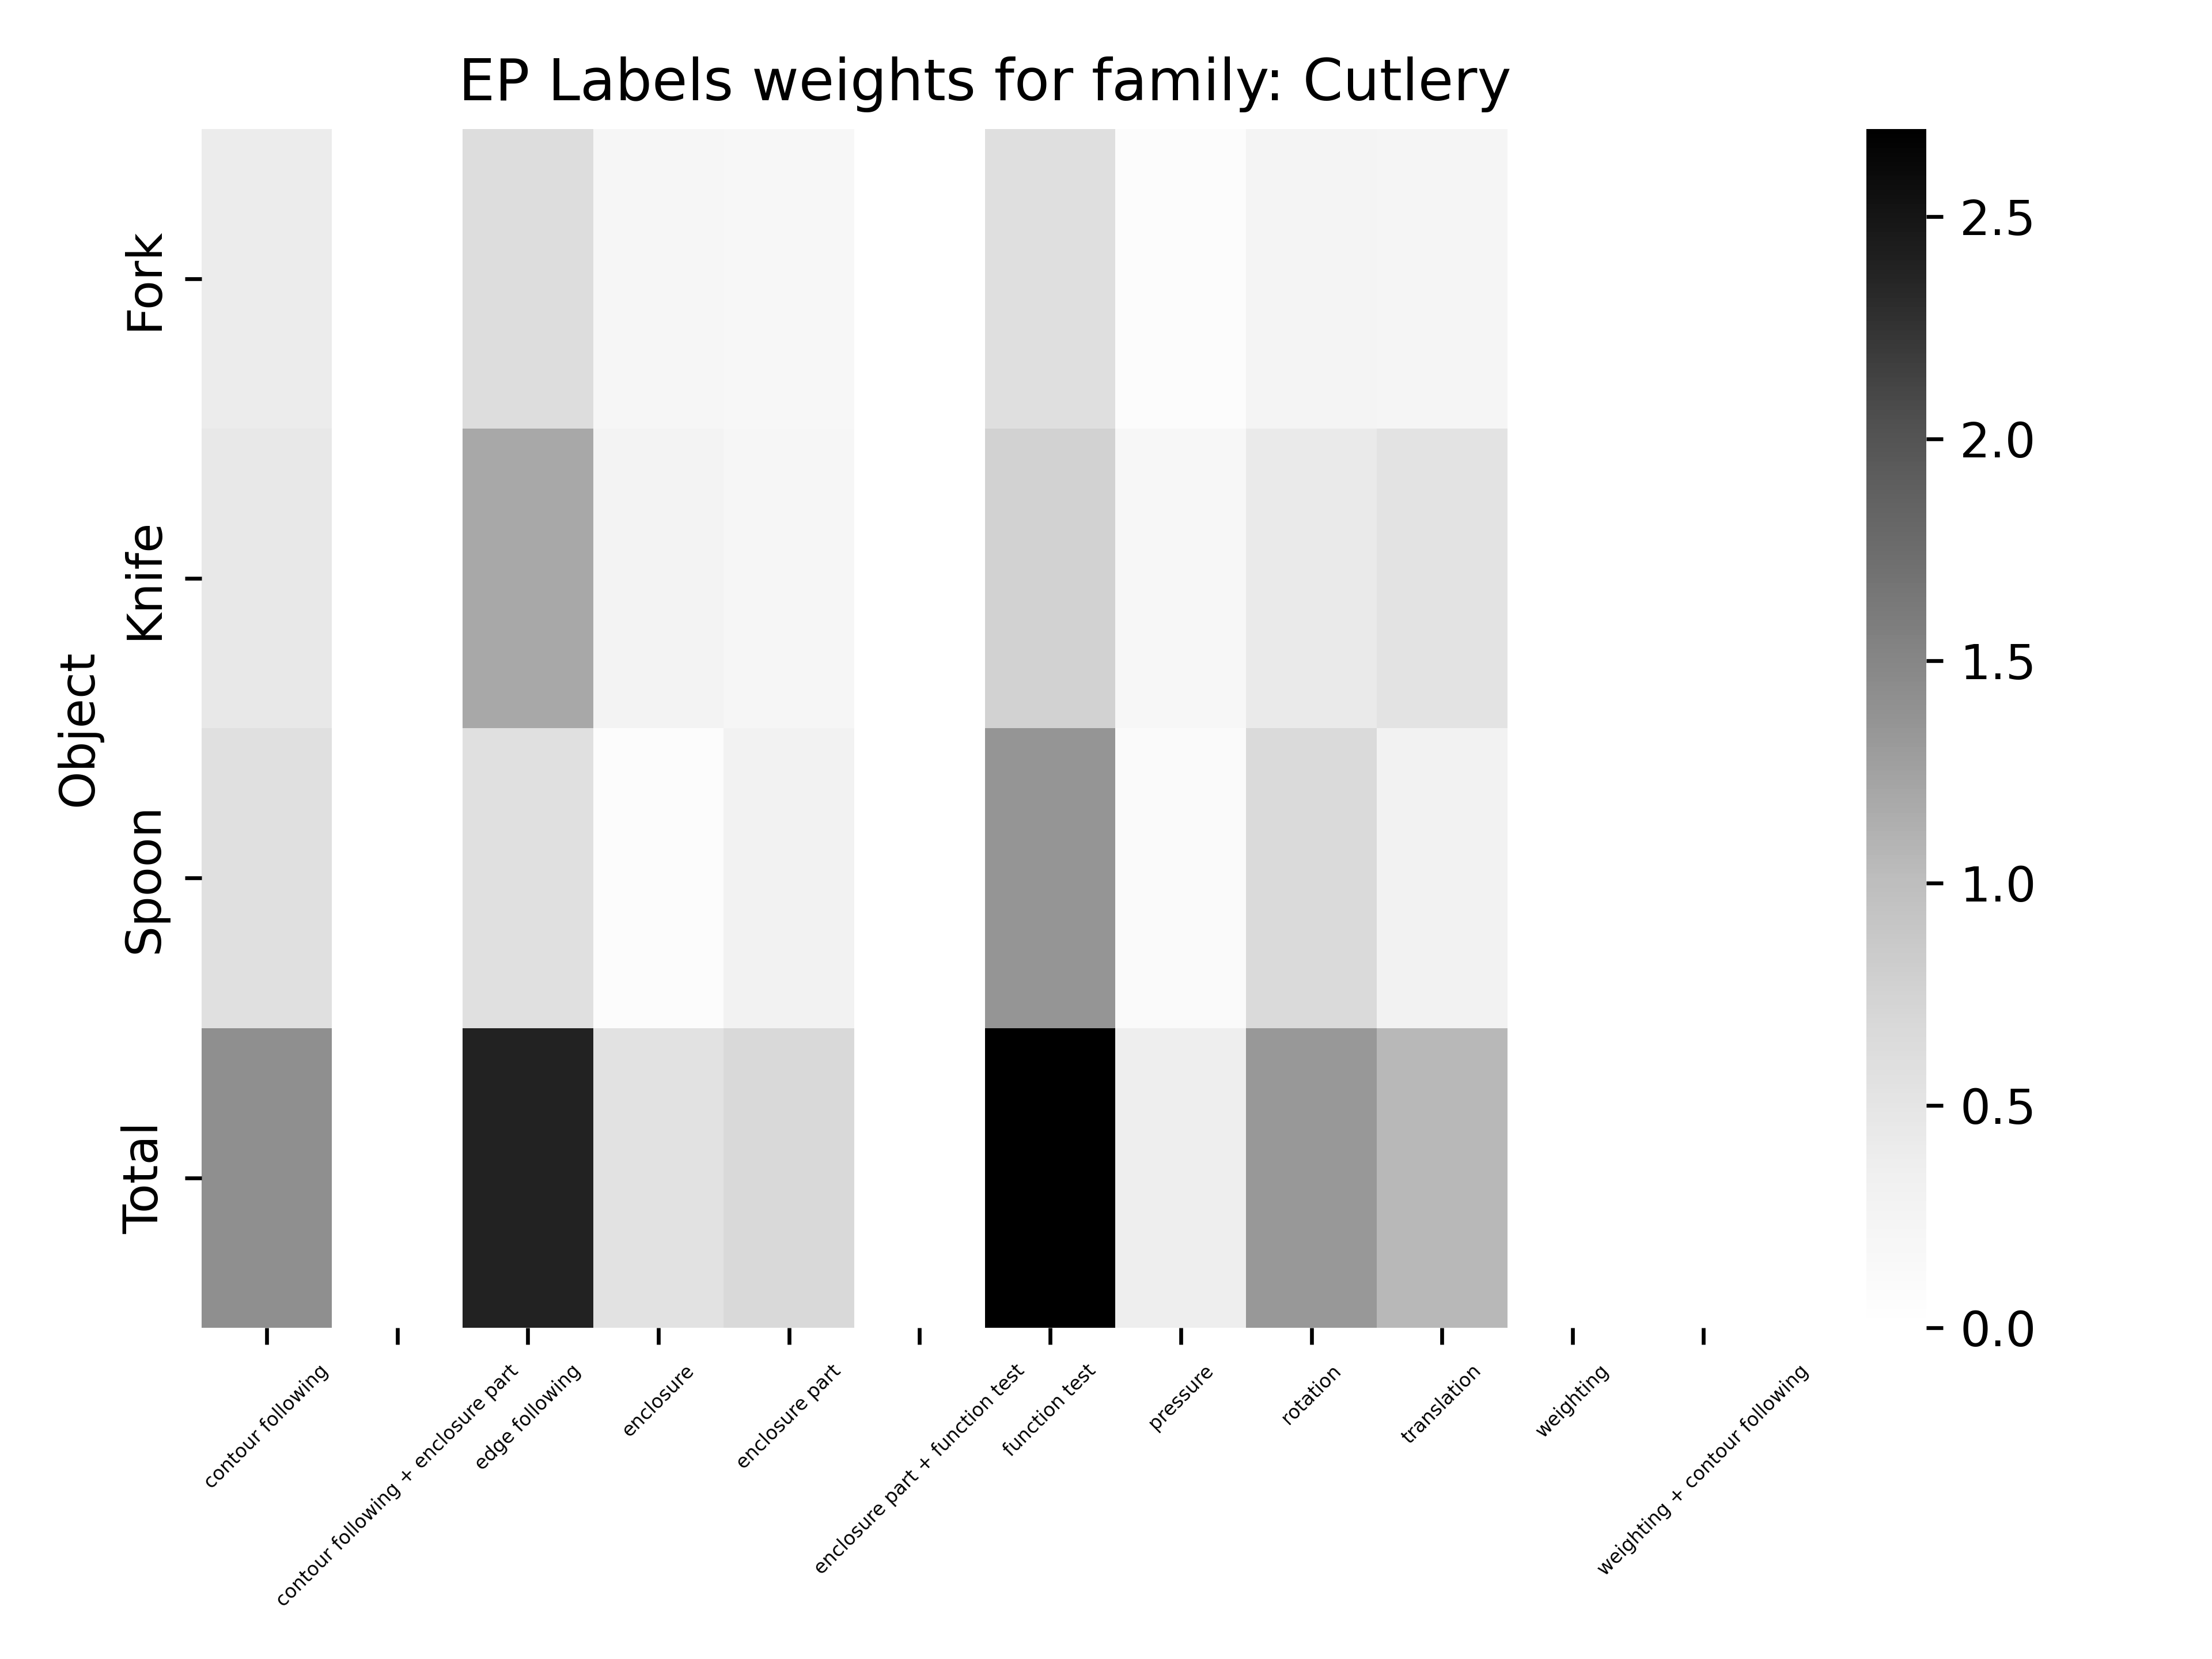 EP Labels weights for family: Cutlery
Object
Fork
Knife
Spoon
Total
contour following
contour following + enclosure part
edge following
enclosure
enclosure part
enclosure part + function test
function test
pressure
rotation
translation
weighting
weighting + contour following
2.5
2.0
1.5
1.0
0.5
0.0